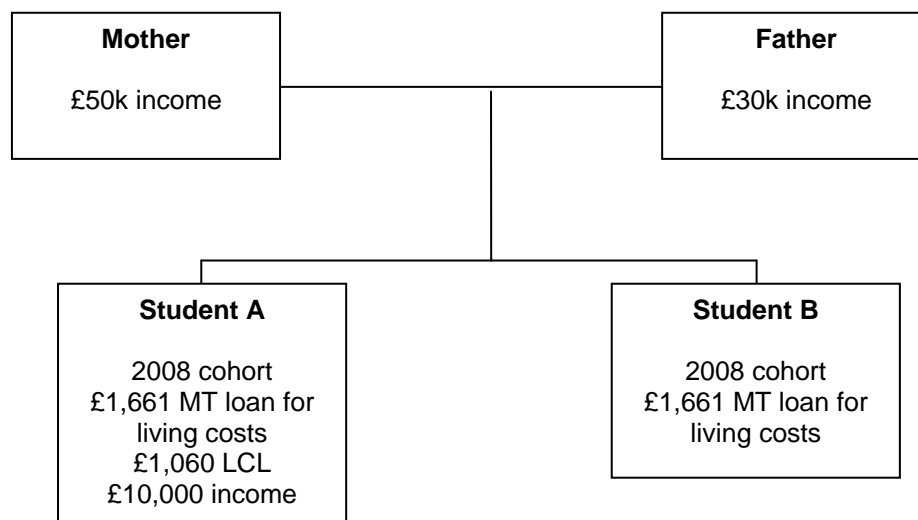 Mother
£50k income
Father
£30k income
Student A
2008 cohort
£1,661 MT loan for
living costs
£1,060 LCL
£10,000 income
Student B
2008 cohort
£1,661 MT loan for
living costs